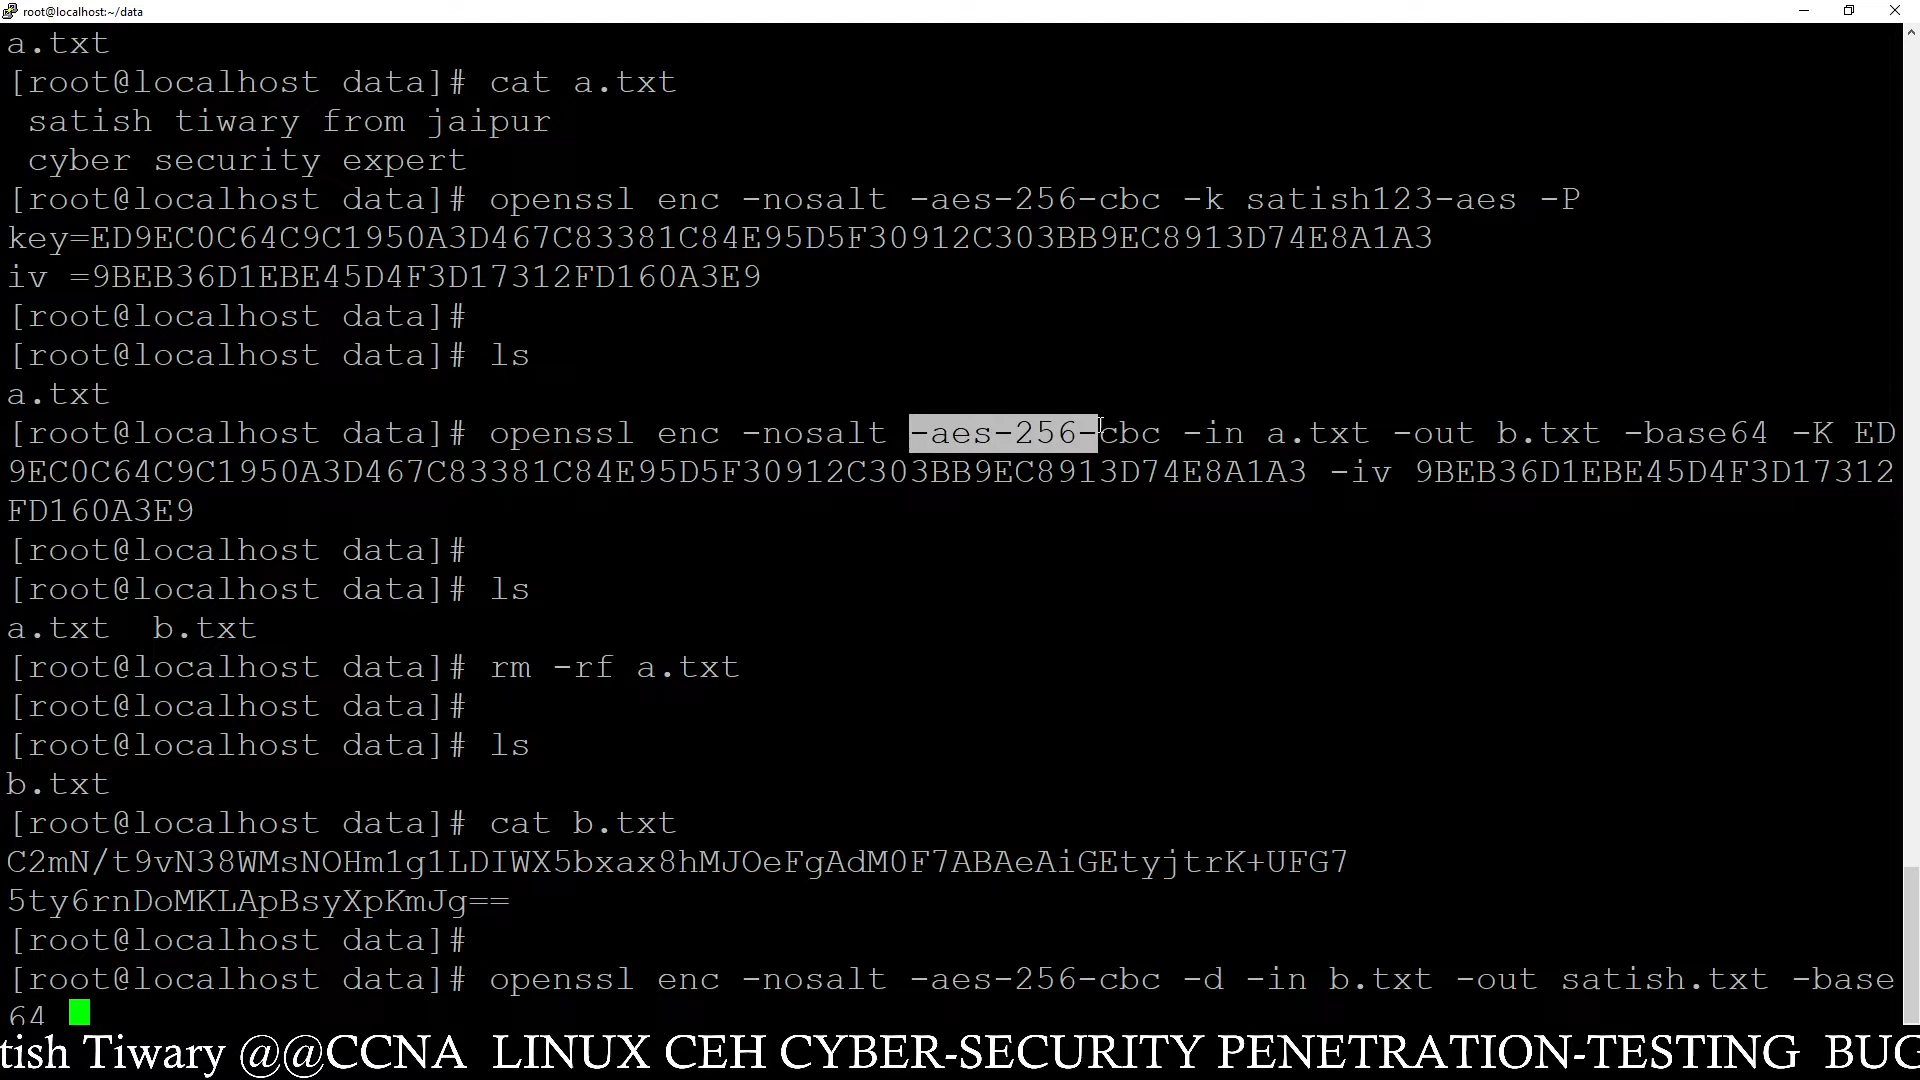 root@localhost:~/data
a.txt
[root@localhost data]# cat a.txt
satish tiwary from jaipur
cyber security expert
[root@localhost data]# openssl enc -nosalt -aes-256-cbc -k satish123-aes -P
key=ED9EC0C64C9C1950A3D467C83381C84E95D5F30912C303BB9EC8913D74E8A1A3
iv =9BEB36D1EBE45D4F3D17312FD160A3E9
[root@localhost data]#
[root@localhost data]# ls
a.txt
[root@localhost data]# openssl enc -nosalt -aes-256-cbc -in a.txt -out b.txt -base64 -K ED
9EC0C64C9C1950A3D467C83381C84E95D5F30912C303BB9EC8913D74E8A1A3 -iv 9BEB36D1EBE45D4F3D17312
FD160A3E9
[root@localhost data]#
[root@localhost data]# ls
a.txt  b.txt
[root@localhost data]# rm -rf a.txt
[root@localhost data]#
[root@localhost data]# ls
b.txt
[root@localhost data]# cat b.txt
C2mN/t9vN38WMsNOHm1g1LDIWX5bxax8hMJOeFgAdM0F7ABAeAiGEtyjtrK+UFG7
5ty6rnDoMKLApBsyXpKmJg==
[root@localhost data]#
[root@localhost data]# openssl enc -nosalt -aes-256-cbc -d -in b.txt -out satish.txt -base
64
tish Tiwary @@CCNA  LINUX CEH CYBER-SECURITY PENETRATION-TESTING  BUG